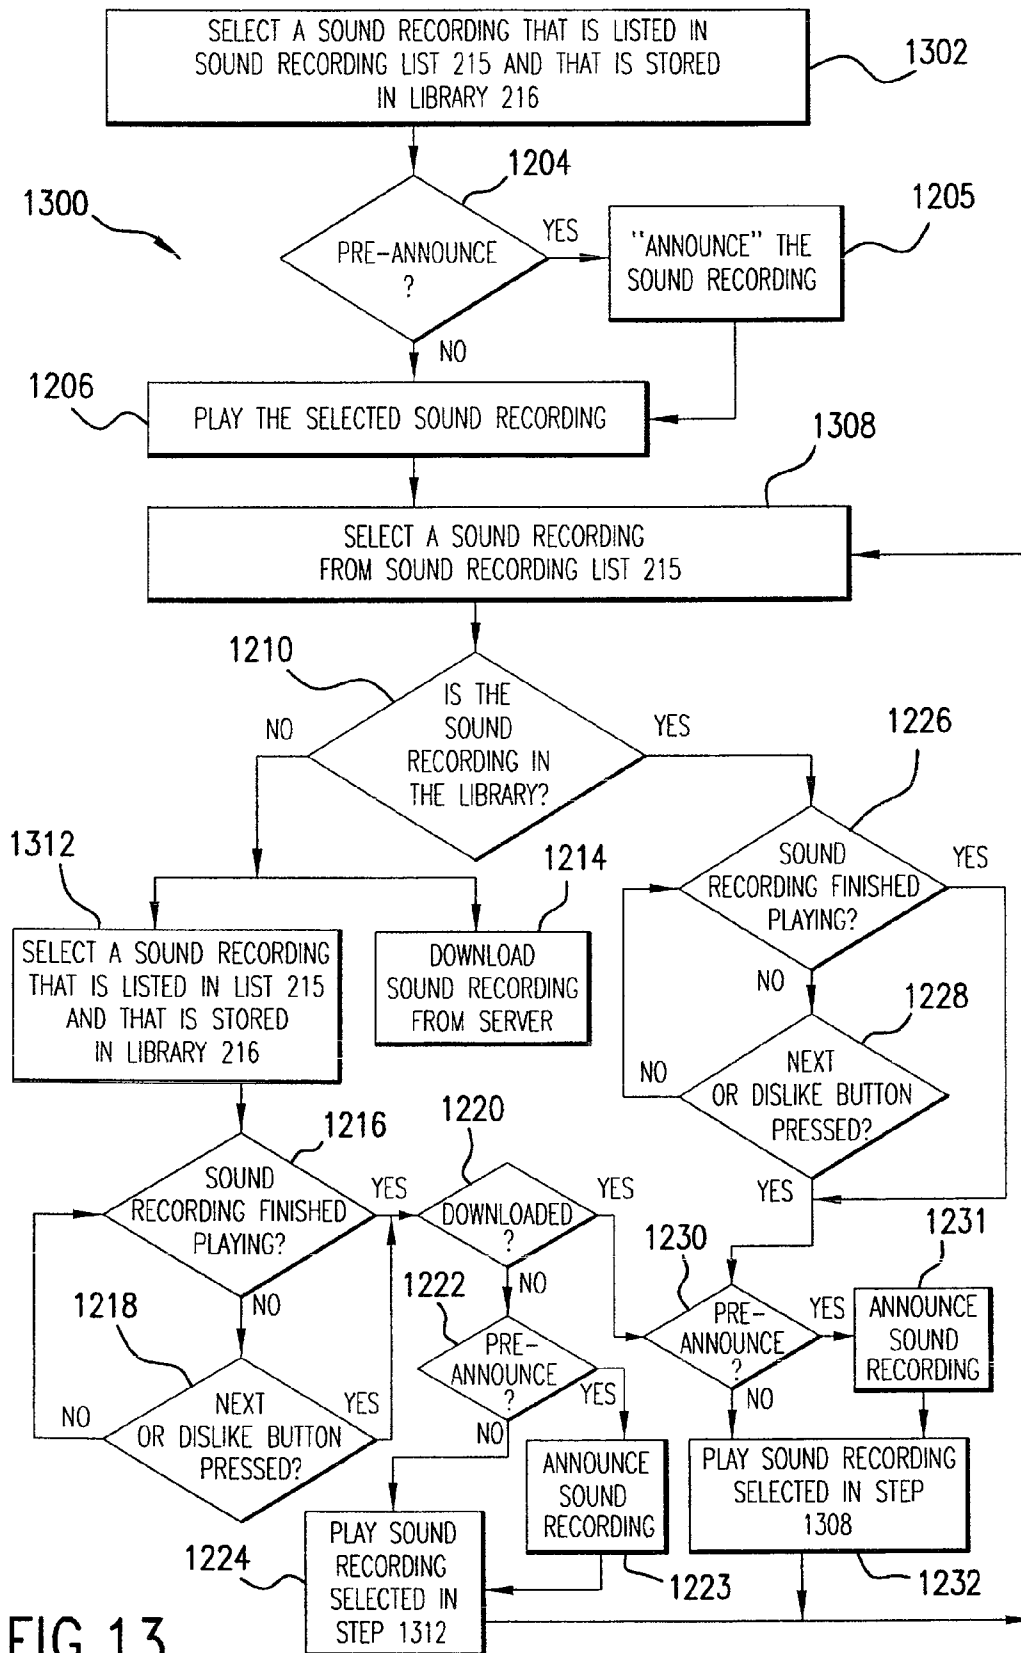 SELECT A SOUND RECORDING THAT IS LISTED IN
SOUND RECORDING LIST 215 AND THAT IS STORED
IN LIBRARY 216
1302
1204
1300
PRE-ANNOUNCE
?
YES
1205
"ANNOUNCE" THE
SOUND RECORDING
NO
1206
PLAY THE SELECTED SOUND RECORDING
1308
SELECT A SOUND RECORDING
FROM SOUND RECORDING LIST 215
1210
IS THE
SOUND
RECORDING IN
THE LIBRARY?
NO
YES
1226
SOUND
RECORDING FINISHED
PLAYING?
YES
NO
1228
NEXT
OR DISLIKE BUTTON
PRESSED?
NO
YES
1312
SELECT A SOUND RECORDING
THAT IS LISTED IN LIST 215
AND THAT IS STORED
IN LIBRARY 216
1214
DOWNLOAD
SOUND RECORDING
FROM SERVER
1216
SOUND
RECORDING FINISHED
PLAYING?
YES
NO
1218
NEXT
OR DISLIKE BUTTON
PRESSED?
NO
YES
1220
DOWNLOADED
?
YES
NO
1222
PRE-
ANNOUNCE
?
YES
NO
ANNOUNCE
SOUND
RECORDING
1223
1224
PLAY SOUND
RECORDING
SELECTED IN
STEP 1312
1230
PRE-
ANNOUNCE
?
YES
NO
1231
ANNOUNCE
SOUND
RECORDING
PLAY SOUND RECORDING
SELECTED IN STEP
1308
1232
FIG.13